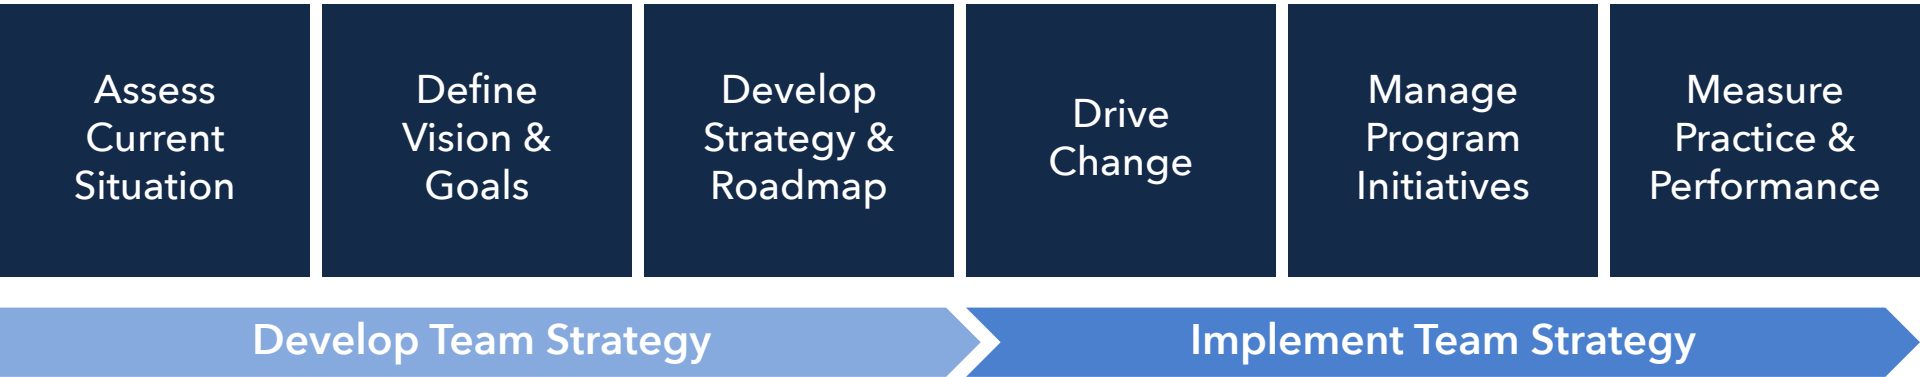 Assess
Current
Situation
Define
Vision &
Goals
Develop
Strategy &
Roadmap
Drive
Change
Manage
Program
Initiatives
Measure
Practice &
Performance
Develop Team Strategy
Implement Team Strategy